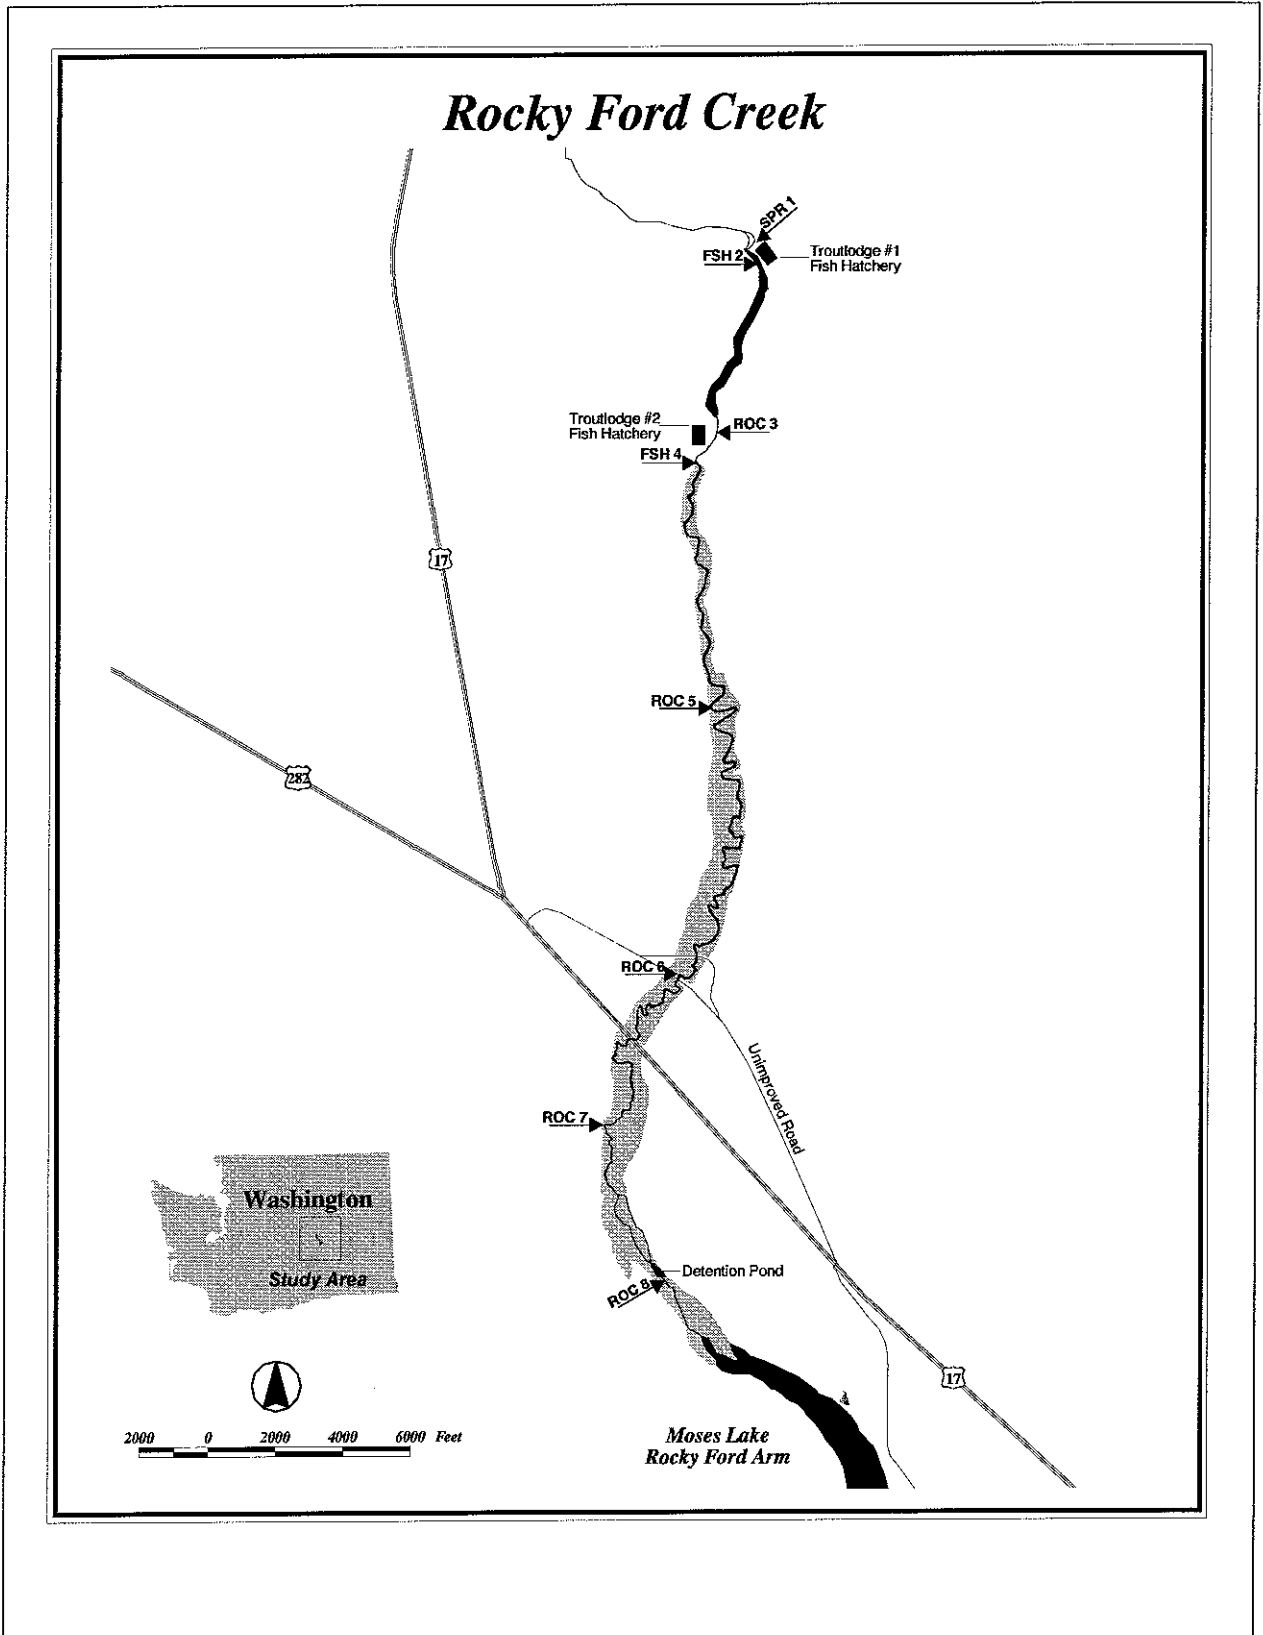 Rocky Ford Creek
SPR 1
FSH 2
Troutlodge #1
Fish Hatchery
Troutlodge #2
Fish Hatchery
ROC 3
FSH 4
17
ROC 5
282
ROC 6
Unimproved Road
ROC 7
Washington
Study Area
Detention Pond
ROC 8
17
Moses Lake
Rocky Ford Arm
2000 0 2000 4000 6000 Feet